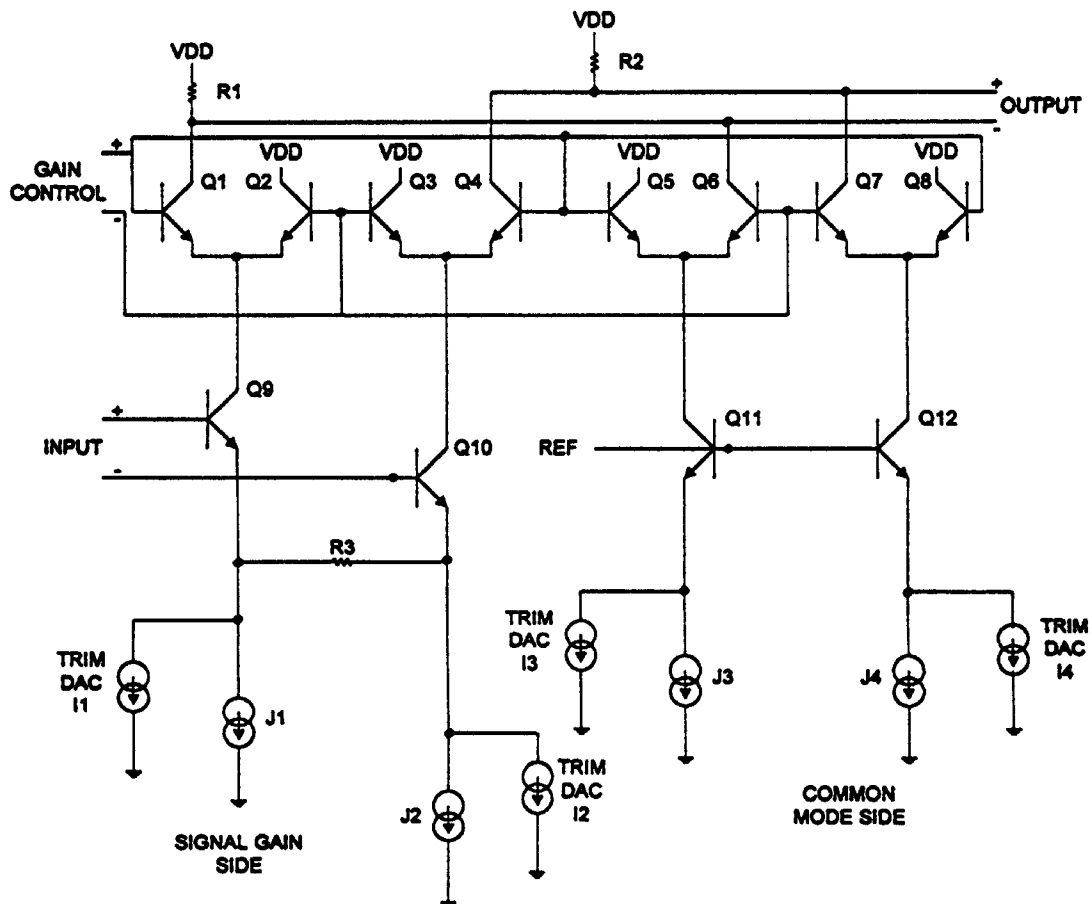 VDD
R2
VDD
R1
+
OUTPUT
-
+
GAIN
CONTROL
-
VDD
VDD
VDD
VDD
Q1
Q2
Q3
Q4
Q5
Q6
Q7
Q8
Q9
+
INPUT
-
Q10
REF
Q11
Q12
R3
TRIM
DAC
I1
J1
TRIM
DAC
I3
J3
J4
TRIM
DAC
I4
J2
TRIM
DAC
I2
SIGNAL GAIN
SIDE
COMMON
MODE SIDE